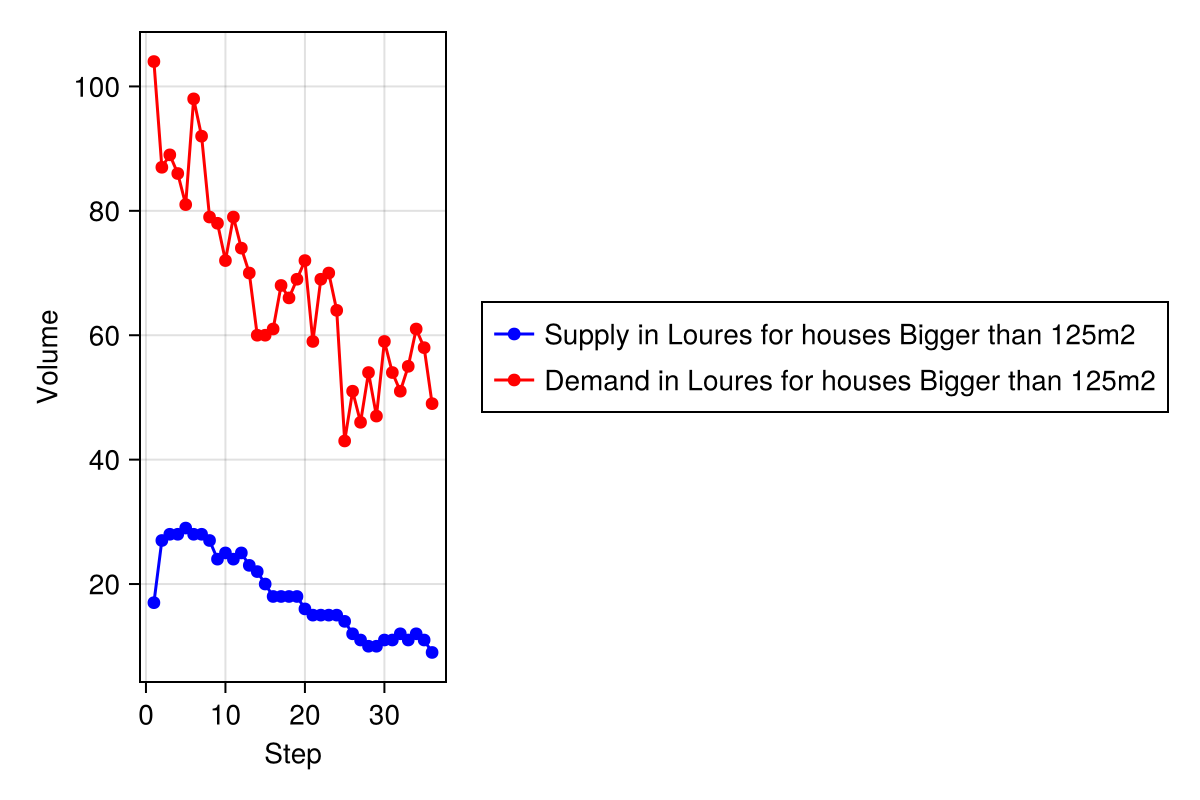 100
80
60
40
20
Volume
0 10 20 30
Step
Supply in Loures for houses Bigger than 125m2
Demand in Loures for houses Bigger than 125m2